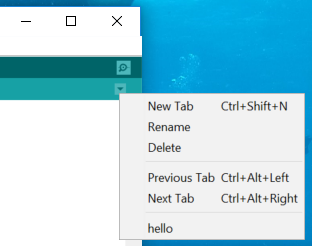 New Tab Ctrl+Shift+N
Rename
Delete
Previous Tab Ctrl+Alt+Left
Next Tab Ctrl+Alt+Right
hello